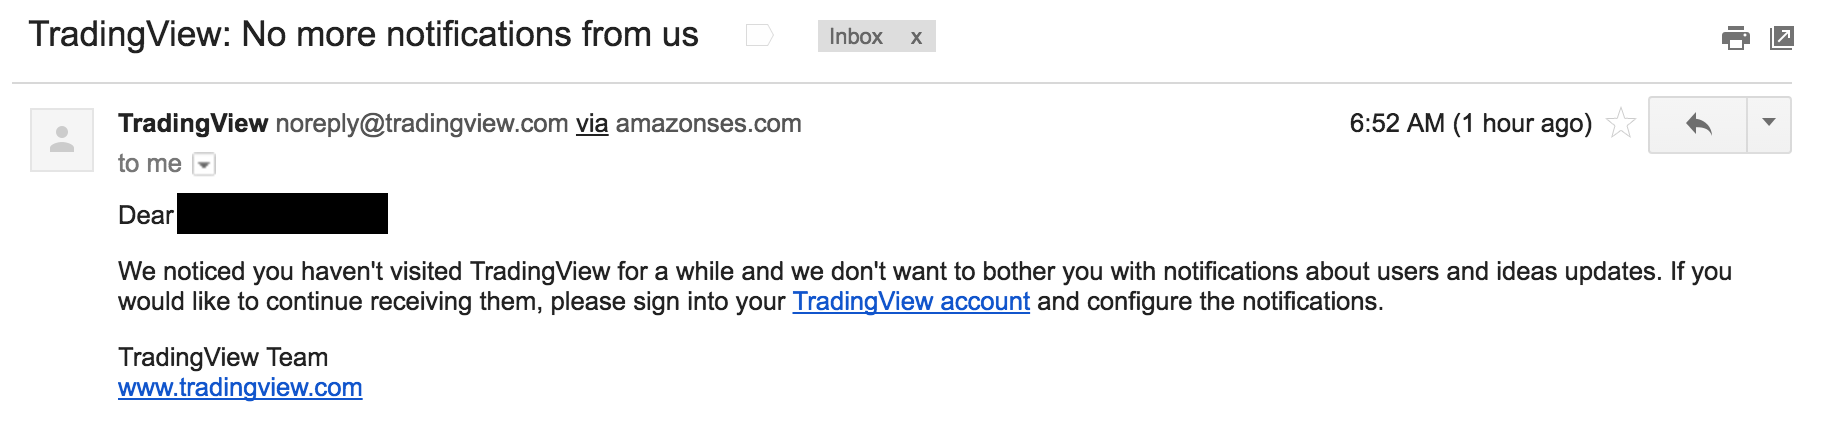 TradingView: No more notifications from us
Inbox x
TradingView noreply@tradingview.com via amazonses.com
6:52 AM (1 hour ago)
to me
Dear
We noticed you haven't visited TradingView for a while and we don't want to bother you with notifications about users and ideas updates. If you
would like to continue receiving them, please sign into your TradingView account and configure the notifications.
TradingView Team
www.tradingview.com